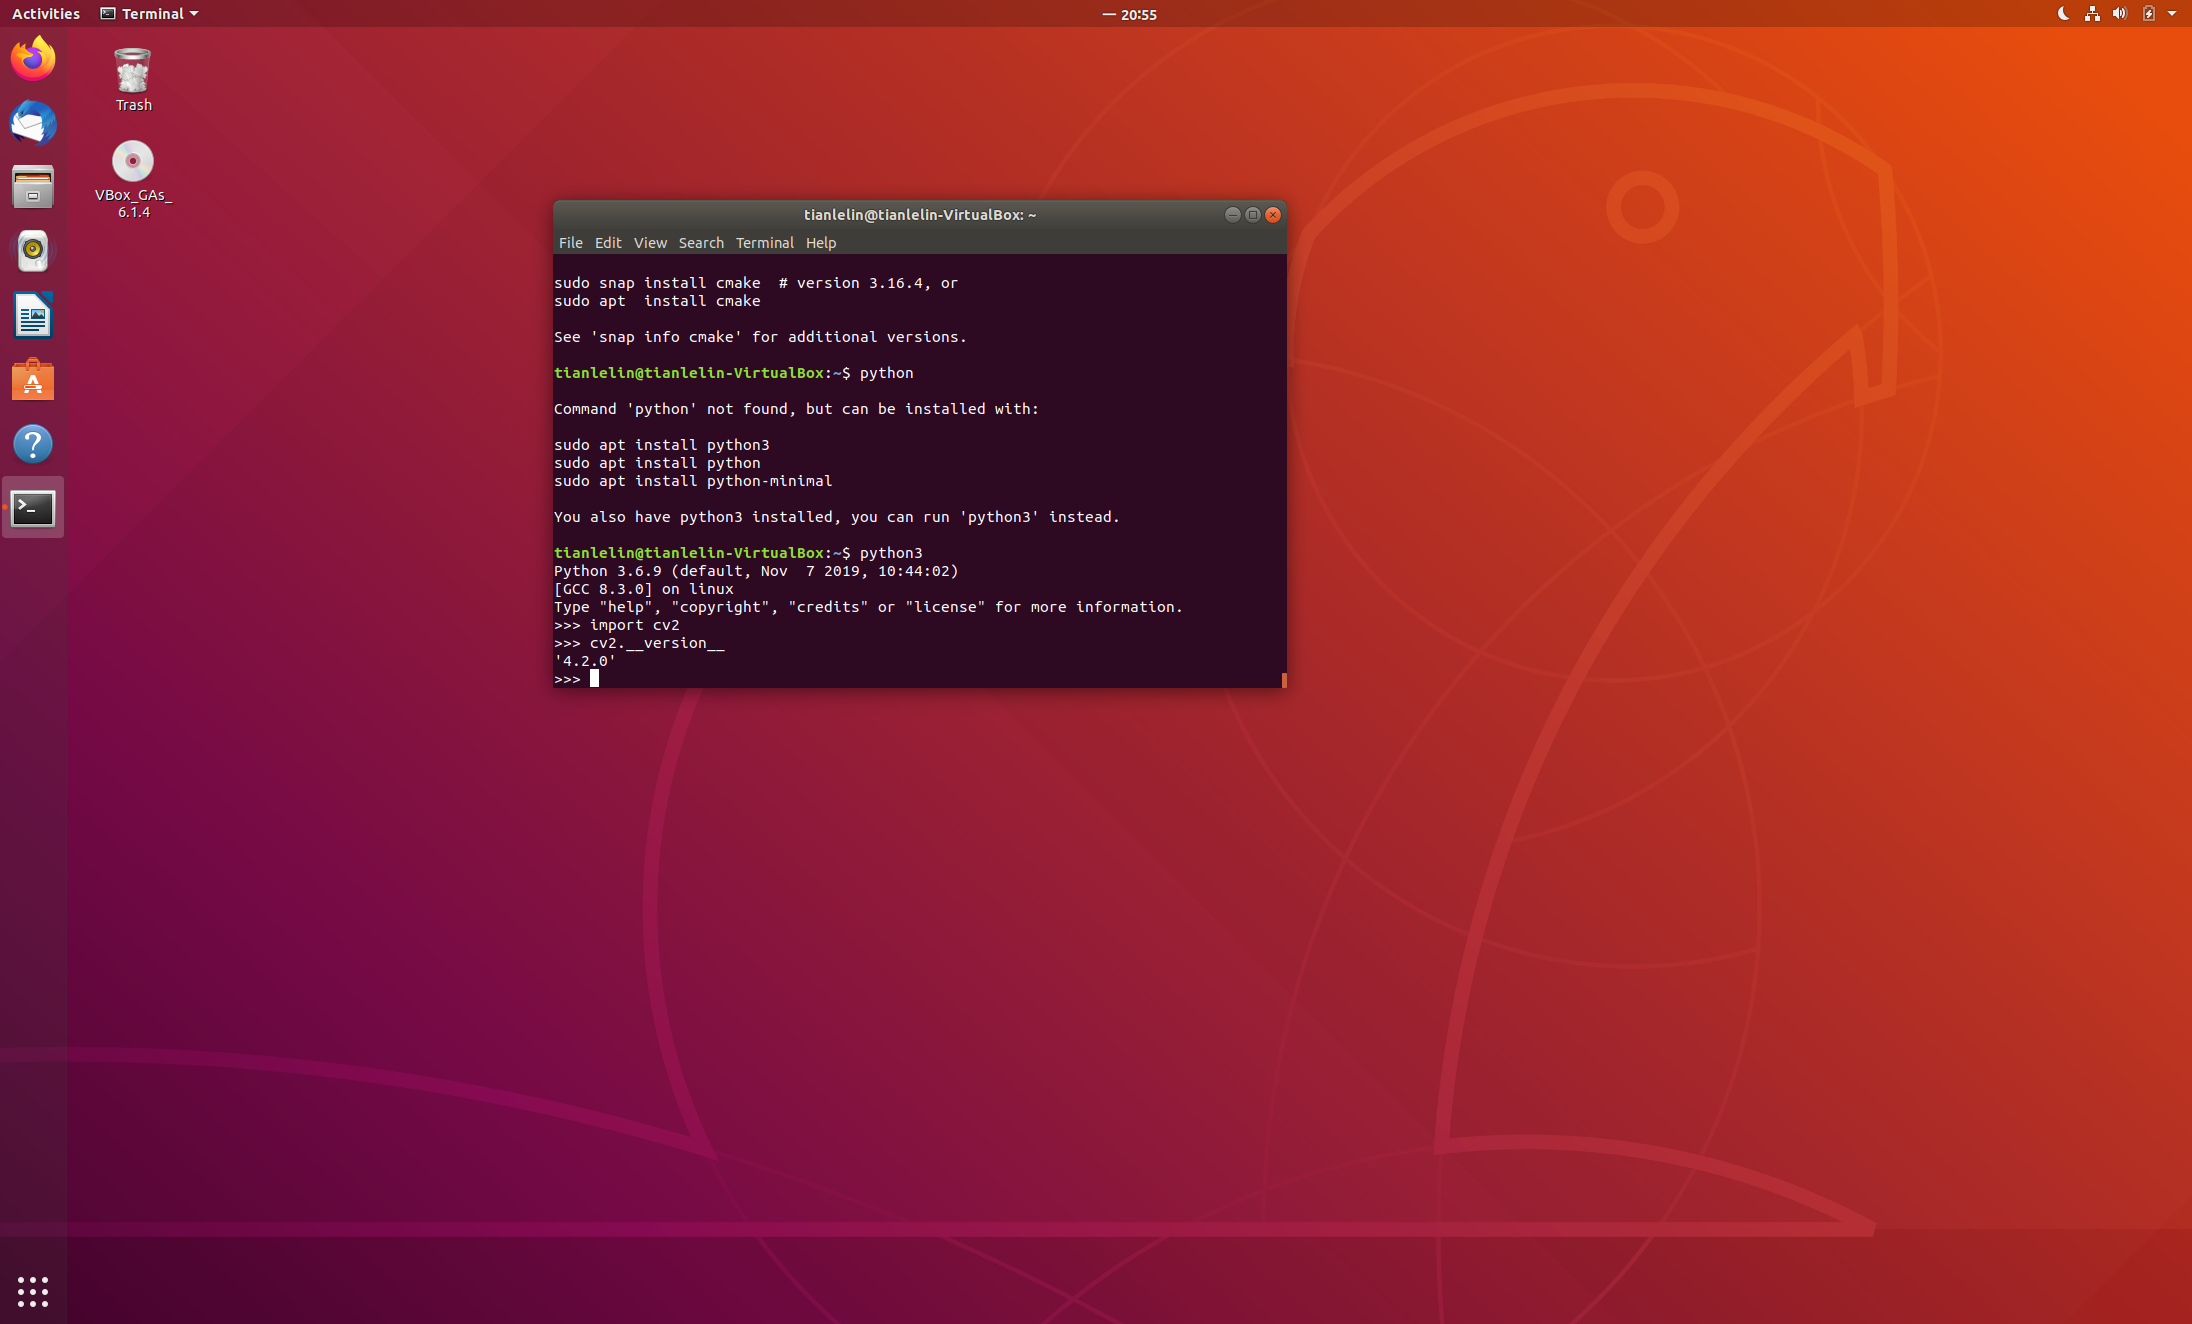 Activities
Terminal
— 20:55
Trash
VBox_GAs_
6.1.4
tianlelin@tianlelin-VirtualBox: ~
File Edit View Search Terminal Help
sudo snap install cmake  # version 3.16.4, or
sudo apt  install cmake
See 'snap info cmake' for additional versions.
tianlelin@tianlelin-VirtualBox:~$ python
Command 'python' not found, but can be installed with:
sudo apt install python3
sudo apt install python
sudo apt install python-minimal
You also have python3 installed, you can run 'python3' instead.
tianlelin@tianlelin-VirtualBox:~$ python3
Python 3.6.9 (default, Nov  7 2019, 10:44:02)
[GCC 8.3.0] on linux
Type "help", "copyright", "credits" or "license" for more information.
>>> import cv2
>>> cv2.__version__
'4.2.0'
>>>